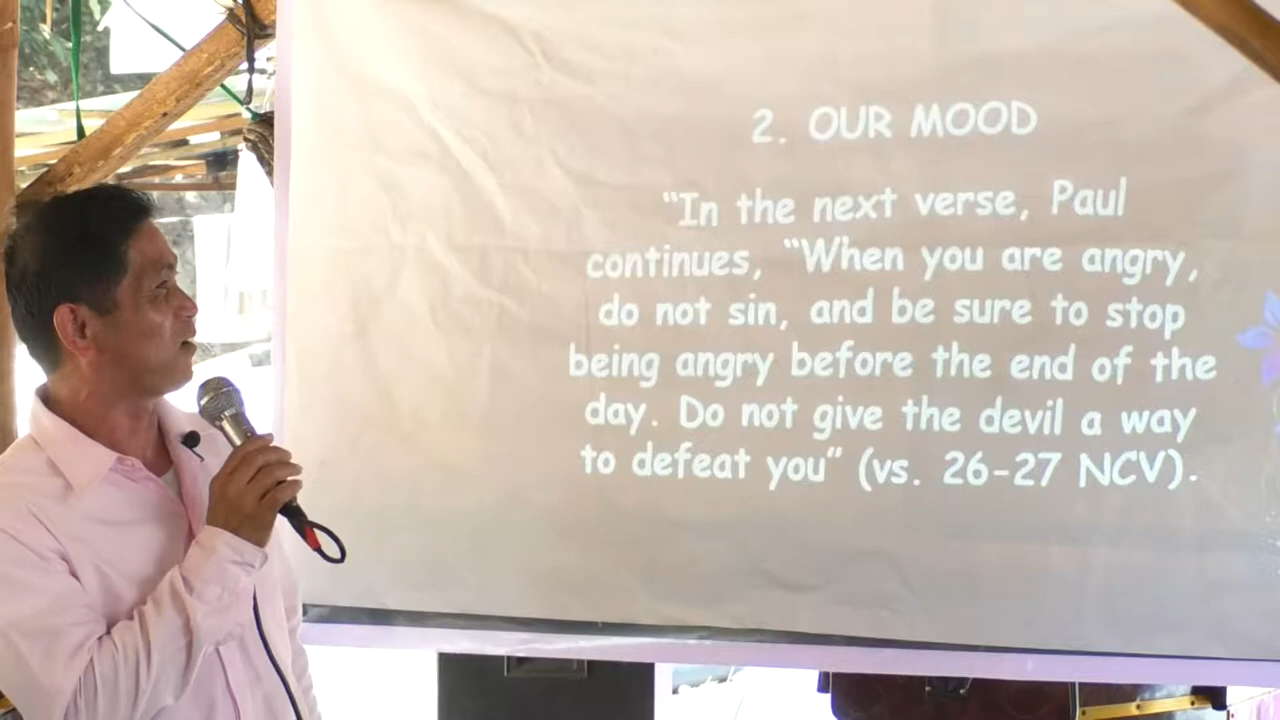 2. OUR MOOD
“In the next verse, Paul
continues, “When you are angry,
do not sin, and be sure to stop
being angry before the end of the
day. Do not give the devil a way
to defeat you” (vs. 26-27 NCV).